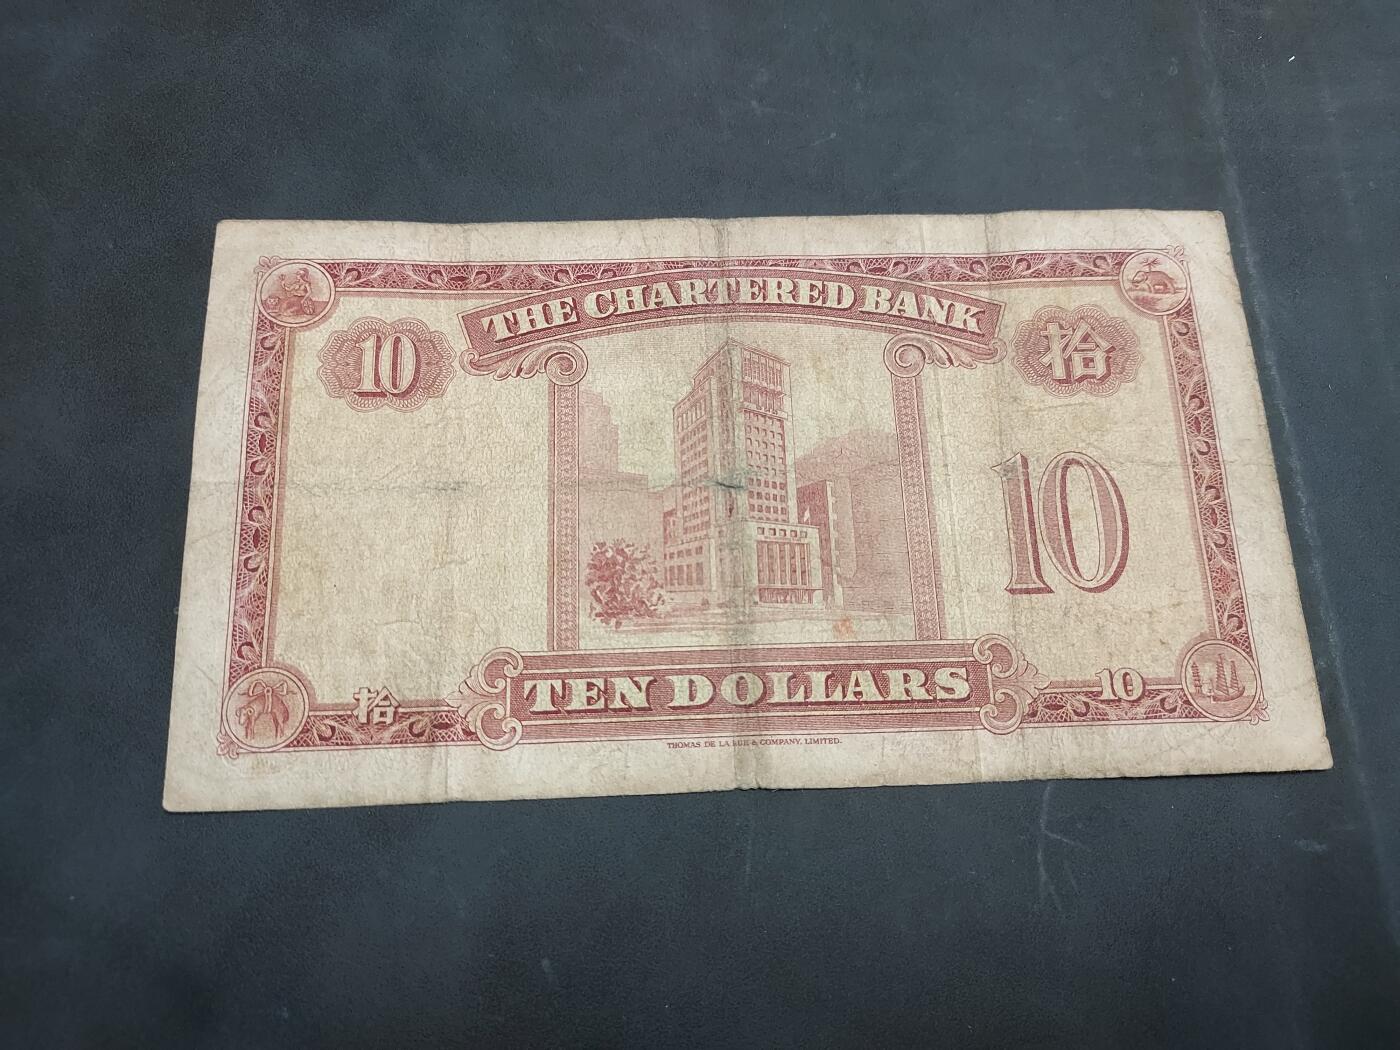 THE CHARTERED BANK
10
拾
10
TEN DOLLARS
拾
10
THOMAS DE LA RUE & COMPANY, LIMITED.